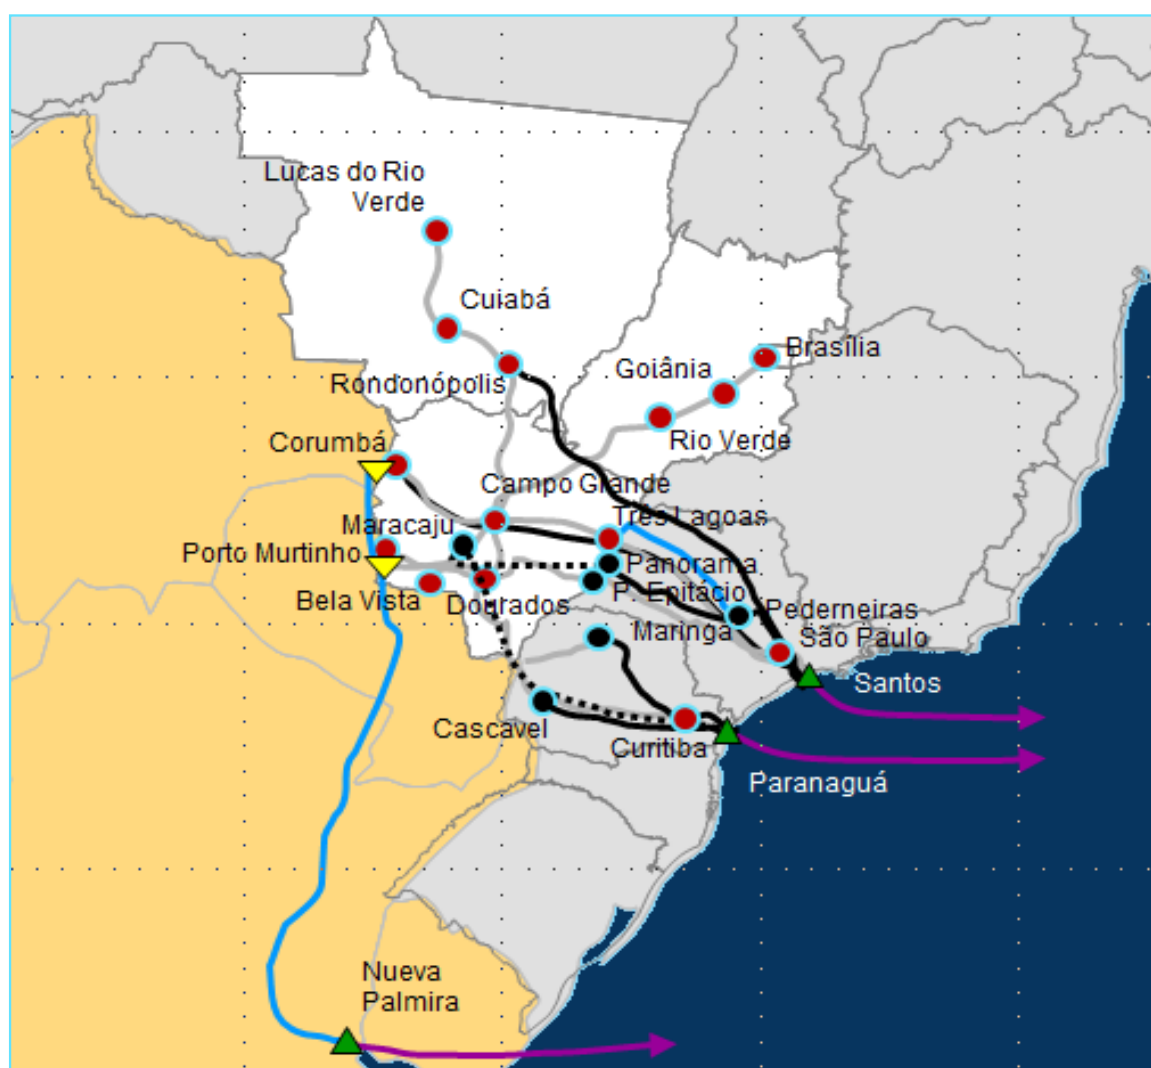 Lucas do Rio
Verde
Cuiabá
Brasília
Goiânia
Rondonópolis
Rio Verde
Corumbá
Campo Grande
Três Lagoas
Maracaju
Porto Murtinho
Panorama
P. Epitácio
Bela Vista
Dourados
Pederneiras
Maringa
São Paulo
Santos
Cascavel
Curitiba
Paranaguá
Nueva
Palmira